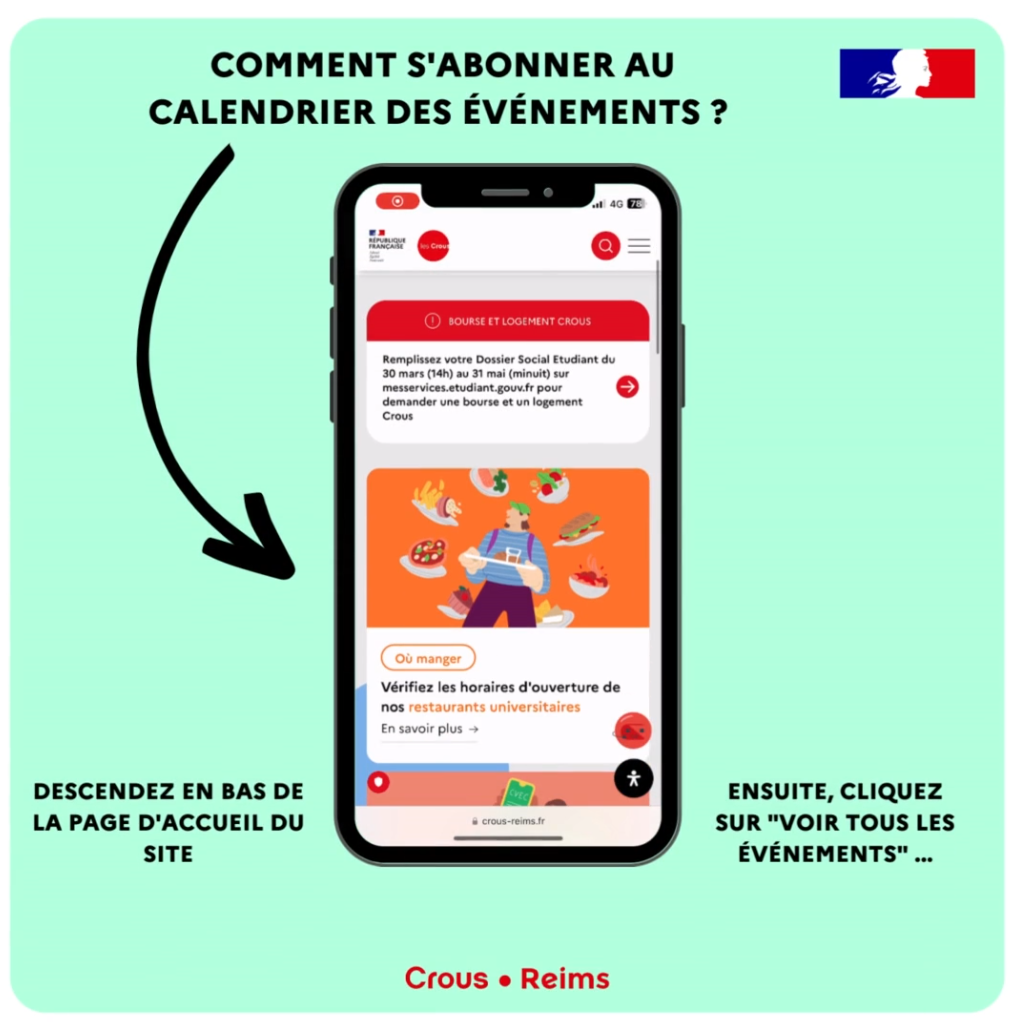 COMMENT S'ABONNER AU
CALENDRIER DES ÉVÉNEMENTS ?
4G 78
RÉPUBLIQUE
FRANÇAISE
les Crous
BOURSE ET LOGEMENT CROUS
Remplissez votre Dossier Social Etudiant du
30 mars (14h) au 31 mai (minuit) sur
messervices.etudiant.gouv.fr pour
demander une bourse et un logement
Crous
Où manger
Vérifiez les horaires d'ouverture de
nos restaurants universitaires
En savoir plus →
CVEC
crous-reims.fr
DESCENDEZ EN BAS DE
LA PAGE D'ACCUEIL DU
SITE
ENSUITE, CLIQUEZ
SUR "VOIR TOUS LES
ÉVÉNEMENTS" ...
Crous • Reims